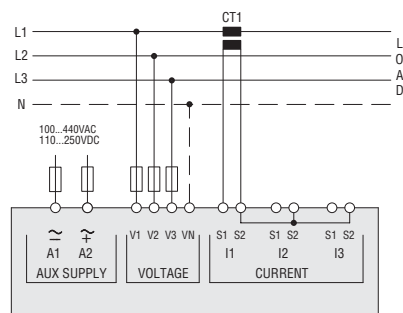 CT1
L1
L2
L3
N
LOAD
100...440VAC
110...250VDC
V1 V2 V3 VN
S1 S2 S1 S2 S1 S2
A1 A2
I1 I2 I3
AUX SUPPLY VOLTAGE CURRENT